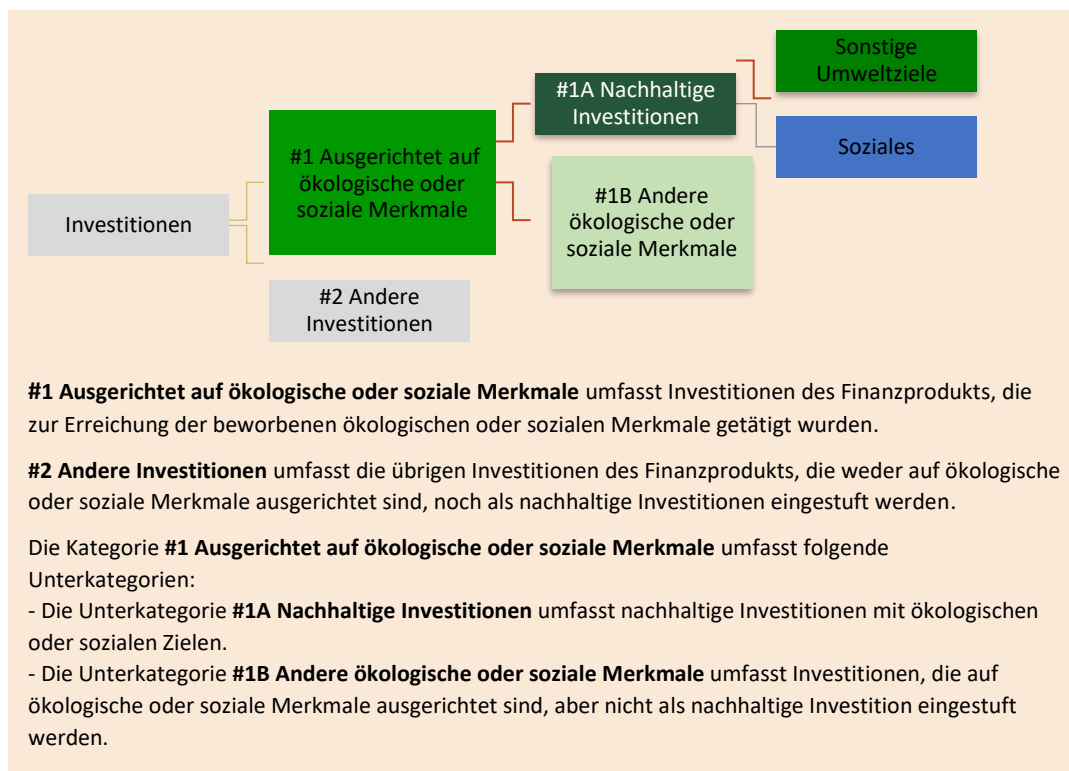 Sonstige
Umweltziele
#1A Nachhaltige
Investitionen
Soziales
#1 Ausgerichtet auf
ökologische oder
soziale Merkmale
#1B Andere
ökologische oder
soziale Merkmale
Investitionen
#2 Andere
Investitionen
#1 Ausgerichtet auf ökologische oder soziale Merkmale umfasst Investitionen des Finanzprodukts, die
zur Erreichung der beworbenen ökologischen oder sozialen Merkmale getätigt wurden.
#2 Andere Investitionen umfasst die übrigen Investitionen des Finanzprodukts, die weder auf ökologische
oder soziale Merkmale ausgerichtet sind, noch als nachhaltige Investitionen eingestuft werden.
Die Kategorie #1 Ausgerichtet auf ökologische oder soziale Merkmale umfasst folgende
Unterkategorien:
- Die Unterkategorie #1A Nachhaltige Investitionen umfasst nachhaltige Investitionen mit ökologischen
oder sozialen Zielen.
- Die Unterkategorie #1B Andere ökologische oder soziale Merkmale umfasst Investitionen, die auf
ökologische oder soziale Merkmale ausgerichtet sind, aber nicht als nachhaltige Investition eingestuft
werden.